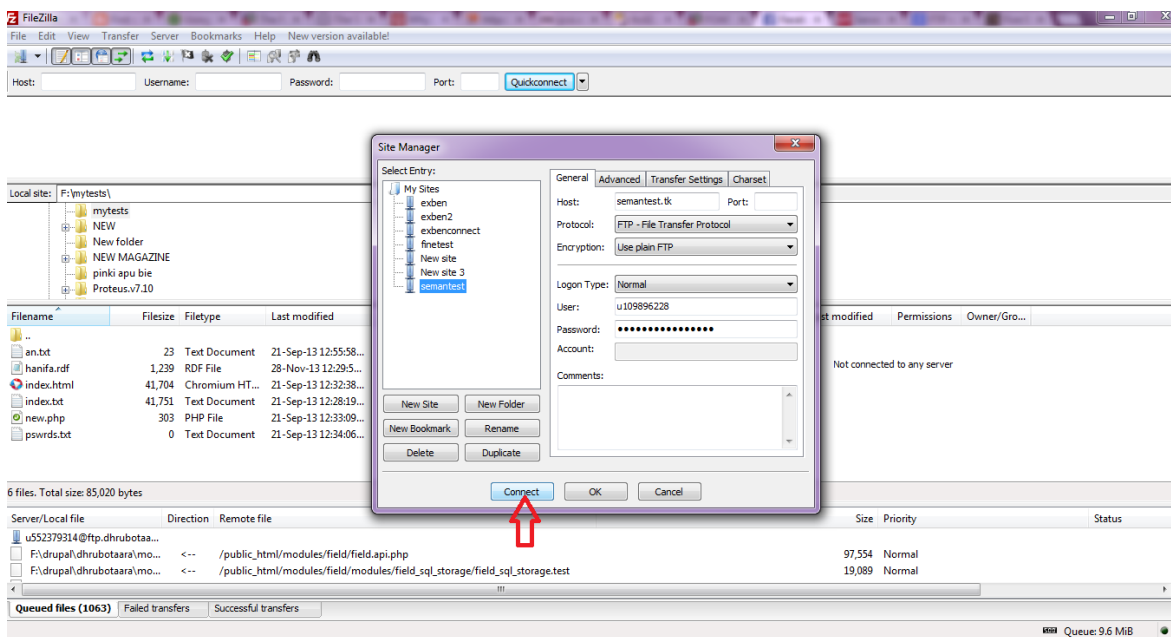 FileZilla
File Edit View Transfer Server Bookmarks Help New version available!
Host: Username: Password: Port: Quickconnect
Site Manager
Select Entry:
My Sites
exben
exben2
exbenconnect
finetest
New site
New site 3
semantest
New Site New Folder
New Bookmark Rename
Delete Duplicate
General Advanced Transfer Settings Charset
Host: semantest.tk Port:
Protocol: FTP - File Transfer Protocol
Encryption: Use plain FTP
Logon Type: Normal
User: u109896228
Password: ••••••••••••••••
Account:
Comments:
Connect OK Cancel
Local site: F:\mytests\
mytests
NEW
New folder
NEW MAGAZINE
pinki apu bie
Proteus.v7.10
Filename Filesize Filetype Last modified
..
an.txt 23 Text Document 21-Sep-13 12:55:58...
hanifa.rdf 1,239 RDF File 28-Nov-13 12:29:5...
index.html 41,704 Chromium HT... 21-Sep-13 12:32:38...
index.txt 41,751 Text Document 21-Sep-13 12:28:19...
new.php 303 PHP File 21-Sep-13 12:33:09...
pswrds.txt 0 Text Document 21-Sep-13 12:34:06...
6 files. Total size: 85,020 bytes
st modified Permissions Owner/Gro...
Not connected to any server
Server/Local file Direction Remote file Size Priority Status
u552379314@ftp.dhrubotaa...
F:\drupal\dhrubotaara\mo... <-- /public_html/modules/field/field.api.php 97,554 Normal
F:\drupal\dhrubotaara\mo... <-- /public_html/modules/field/modules/field_sql_storage/field_sql_storage.test 19,089 Normal
Queued files (1063) Failed transfers Successful transfers
Queue: 9.6 MiB